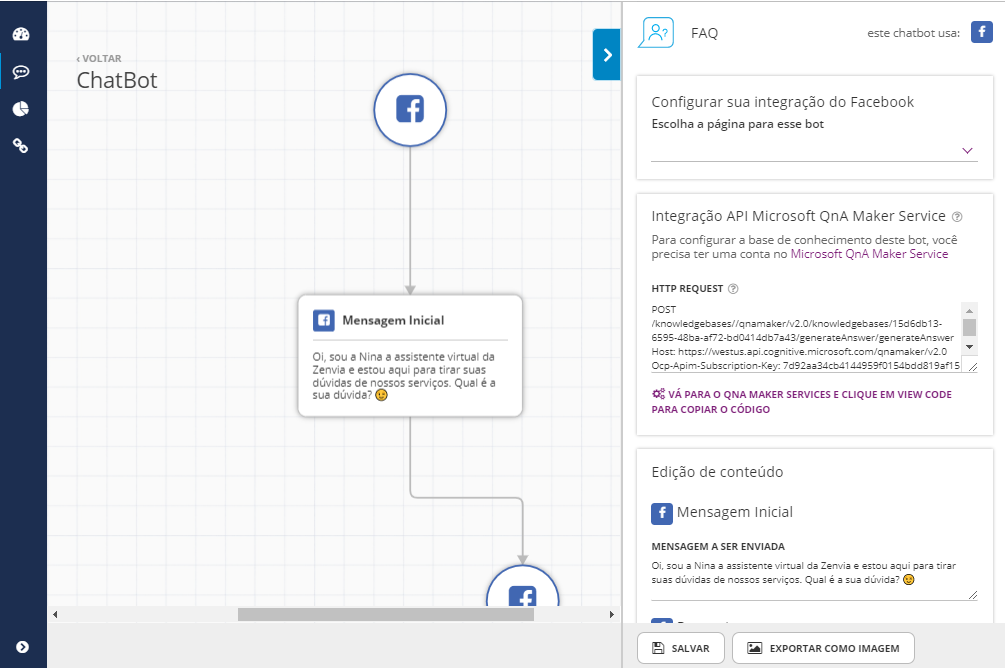 ‹ VOLTAR
ChatBot
Mensagem Inicial
Oi, sou a Nina a assistente virtual da
Zenvia e estou aqui para tirar suas
dúvidas de nossos serviços. Qual é a
sua dúvida? 😉
FAQ
este chatbot usa:
Configurar sua integração do Facebook
Escolha a página para esse bot
Integração API Microsoft QnA Maker Service
Para configurar a base de conhecimento deste bot, você
precisa ter uma conta no Microsoft QnA Maker Service
HTTP REQUEST
POST
/knowledgebases//qnamaker/v2.0/knowledgebases/15d6db13-
6595-48ba-af72-bd0414db7a43/generateAnswer/generateAnswer
Host: https://westus.api.cognitive.microsoft.com/qnamaker/v2.0
Ocp-Apim-Subscription-Key: 7d92aa34cb4144959f0154bdd819af15
VÁ PARA O QNA MAKER SERVICES E CLIQUE EM VIEW CODE
PARA COPIAR O CÓDIGO
Edição de conteúdo
Mensagem Inicial
MENSAGEM A SER ENVIADA
Oi, sou a Nina a assistente virtual da Zenvia e estou aqui para tirar
suas dúvidas de nossos serviços. Qual é a sua dúvida? 😉
SALVAR
EXPORTAR COMO IMAGEM